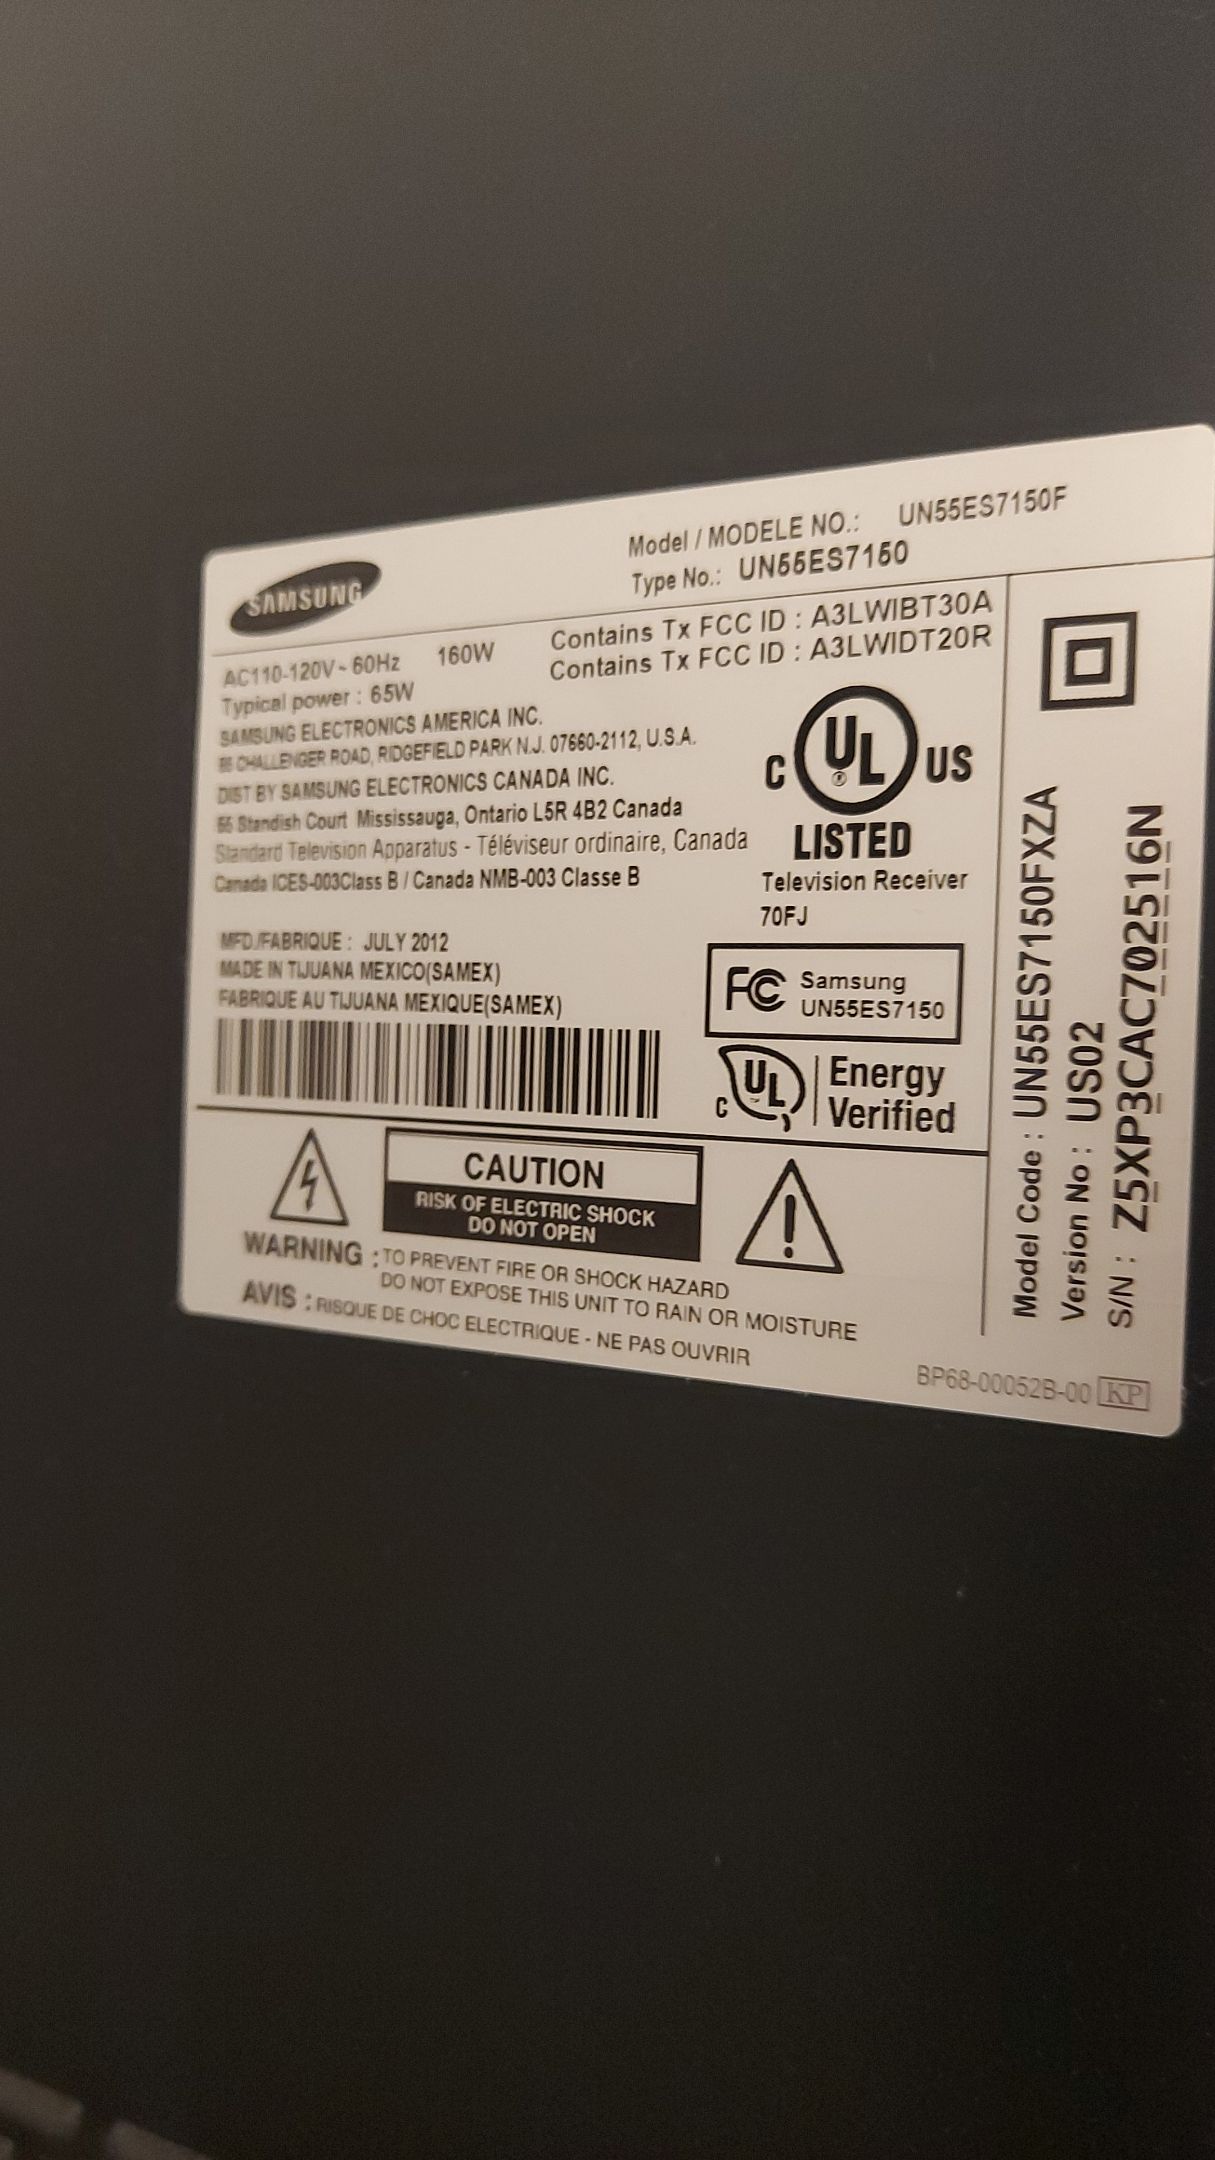 SAMSUNG
Model / MODELE NO.: UN55ES7150F
Type No.: UN55ES7150
AC110-120V~60Hz 160W
Typical power : 65W
Contains Tx FCC ID : A3LWIBT30A
Contains Tx FCC ID : A3LWIDT20R
SAMSUNG ELECTRONICS AMERICA INC.
CHALLENGER ROAD, RIDGEFIELD PARK N.J. 07660-2112, U.S.A.
DIST BY SAMSUNG ELECTRONICS CANADA INC.
55 Standish Court Mississauga, Ontario L5R 4B2 Canada
Standard Television Apparatus - Téléviseur ordinaire, Canada
Canada ICES-003Class B / Canada NMB-003 Classe B
C UL US
®
LISTED
Television Receiver
70FJ
MFD./FABRIQUE : JULY 2012
MADE IN TIJUANA MEXICO(SAMEX)
FABRIQUE AU TIJUANA MEXIQUE(SAMEX)
FC Samsung
UN55ES7150
C UL Energy
Verified
CAUTION
RISK OF ELECTRIC SHOCK
DO NOT OPEN
WARNING : TO PREVENT FIRE OR SHOCK HAZARD
DO NOT EXPOSE THIS UNIT TO RAIN OR MOISTURE
AVIS : RISQUE DE CHOC ELECTRIQUE - NE PAS OUVRIR
Model Code : UN55ES7150FXZA
Version No : US02
S/N : Z5XP3CAC702516N
BP68-00052B-00 KP